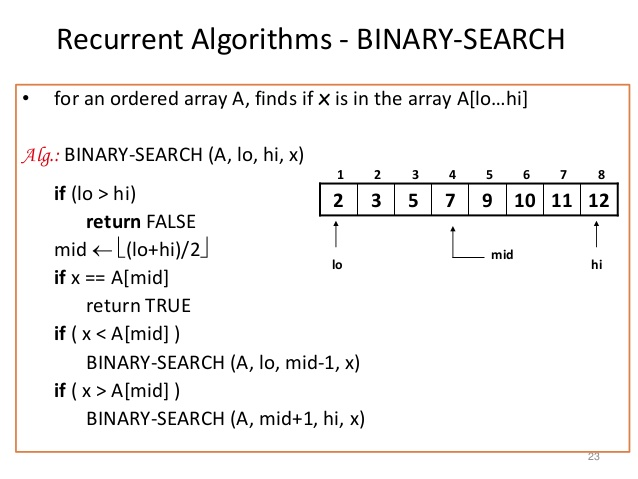 Recurrent Algorithms - BINARY-SEARCH
• for an ordered array A, finds if x is in the array A[lo…hi]
Alg.: BINARY-SEARCH (A, lo, hi, x)
if (lo > hi)
return FALSE
mid ← ⌊(lo+hi)/2⌋
if x == A[mid]
return TRUE
if ( x < A[mid] )
BINARY-SEARCH (A, lo, mid-1, x)
if ( x > A[mid] )
BINARY-SEARCH (A, mid+1, hi, x)
1 2 3 4 5 6 7 8
2 3 5 7 9 10 11 12
lo mid hi
23